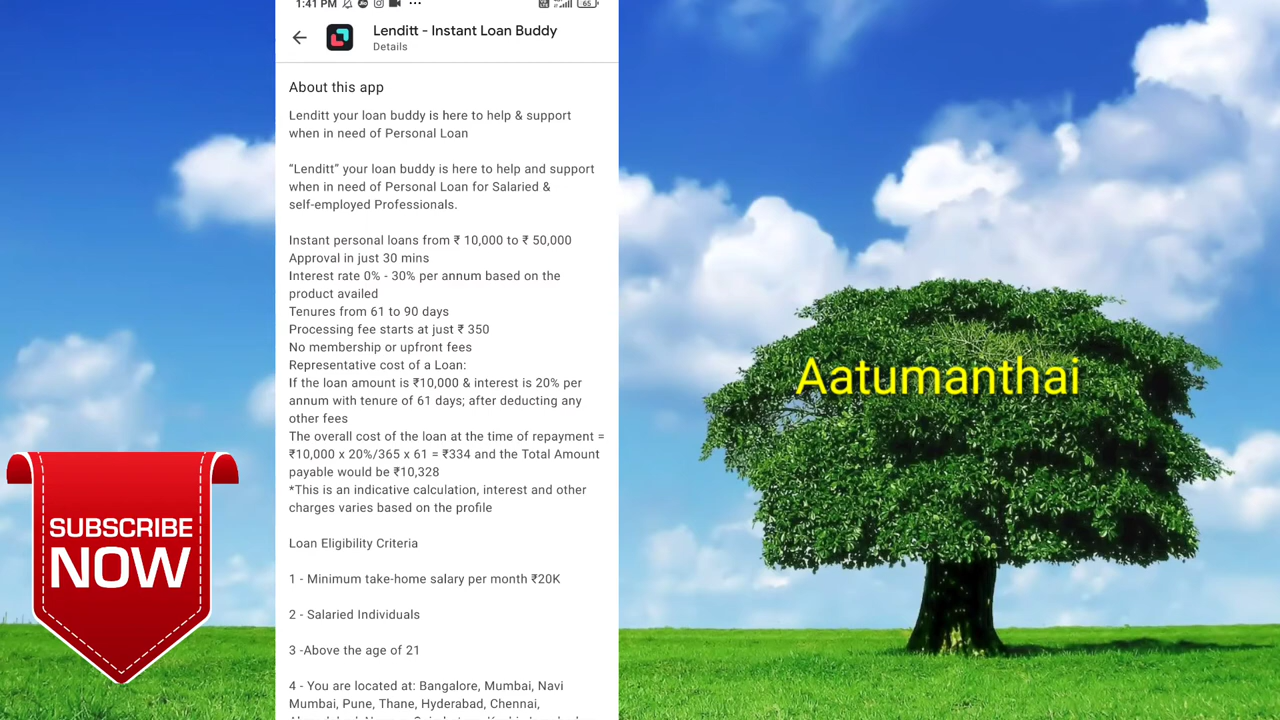 1:41 PM
65
Lenditt - Instant Loan Buddy
Details
About this app
Lenditt your loan buddy is here to help & support
when in need of Personal Loan
“Lenditt” your loan buddy is here to help and support
when in need of Personal Loan for Salaried &
self-employed Professionals.
Instant personal loans from ₹ 10,000 to ₹ 50,000
Approval in just 30 mins
Interest rate 0% - 30% per annum based on the
product availed
Tenures from 61 to 90 days
Processing fee starts at just ₹ 350
No membership or upfront fees
Representative cost of a Loan:
If the loan amount is ₹10,000 & interest is 20% per
annum with tenure of 61 days; after deducting any
other fees
The overall cost of the loan at the time of repayment =
₹10,000 x 20%/365 x 61 = ₹334 and the Total Amount
payable would be ₹10,328
*This is an indicative calculation, interest and other
charges varies based on the profile
Loan Eligibility Criteria
1 - Minimum take-home salary per month ₹20K
2 - Salaried Individuals
3 -Above the age of 21
4 - You are located at: Bangalore, Mumbai, Navi
Mumbai, Pune, Thane, Hyderabad, Chennai,
SUBSCRIBE
NOW
Aatumanthai